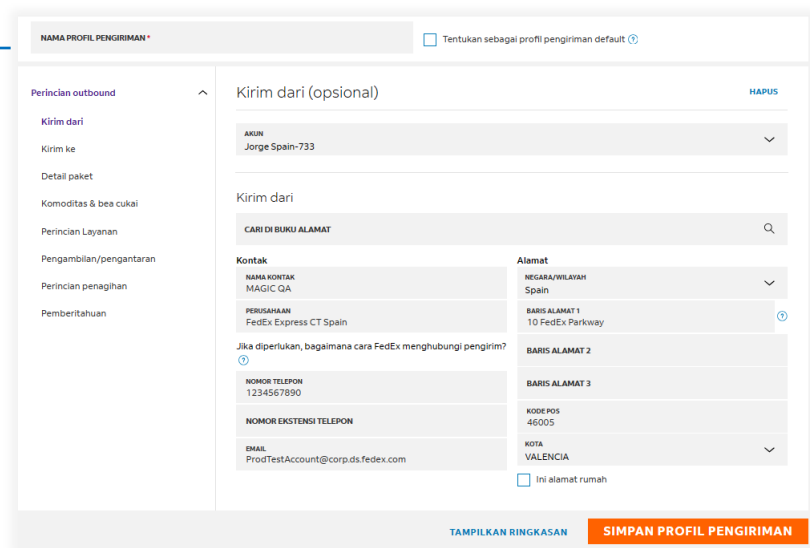 NAMA PROFIL PENGIRIMAN *
Tentukan sebagai profil pengiriman default ?
Perincian outbound
Kirim dari
Kirim ke
Detail paket
Komoditas & bea cukai
Perincian Layanan
Pengambilan/pengantaran
Perincian penagihan
Pemberitahuan
Kirim dari (opsional)
HAPUS
AKUN
Jorge Spain-733
Kirim dari
CARI DI BUKU ALAMAT
Kontak
NAMA KONTAK
MAGIC QA
PERUSAHAAN
FedEx Express CT Spain
Jika diperlukan, bagaimana cara FedEx menghubungi pengirim?
?
NOMOR TELEPON
1234567890
NOMOR EKSTENSI TELEPON
EMAIL
ProdTestAccount@corp.ds.fedex.com
Alamat
NEGARA/WILAYAH
Spain
BARIS ALAMAT 1
10 FedEx Parkway
?
BARIS ALAMAT 2
BARIS ALAMAT 3
KODE POS
46005
KOTA
VALENCIA
Ini alamat rumah
TAMPILKAN RINGKASAN
SIMPAN PROFIL PENGIRIMAN